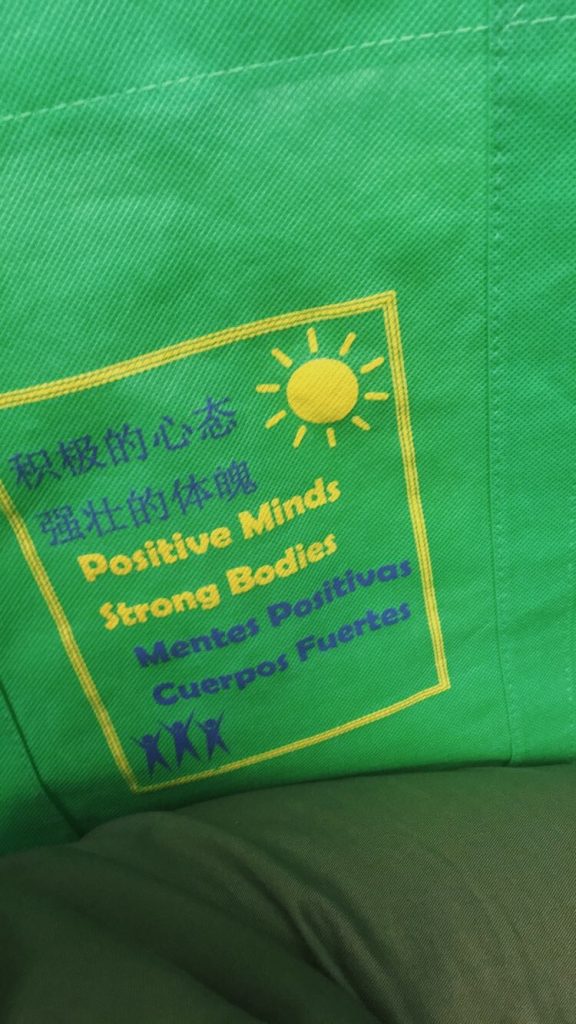 积极的心态
强壮的体魄
Positive Minds
Strong Bodies
Mentes Positivas
Cuerpos Fuertes